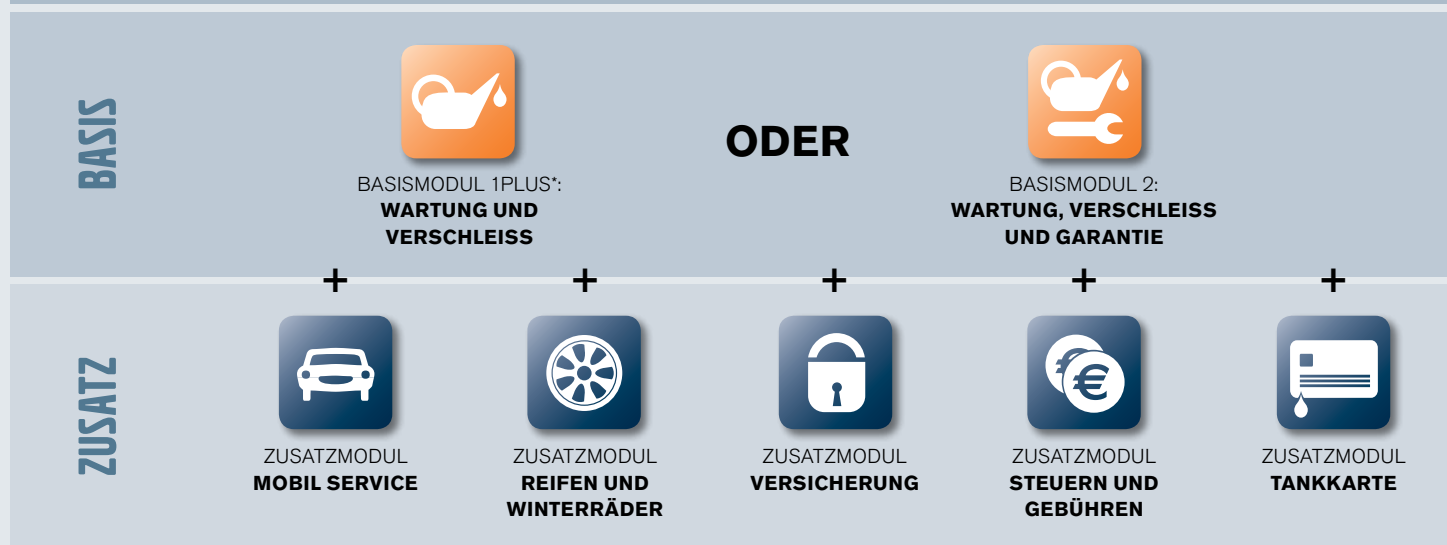 BASIS
BASISMODUL 1PLUS*:
WARTUNG UND
VERSCHLEISS
ODER
BASISMODUL 2:
WARTUNG, VERSCHLEISS
UND GARANTIE
+ + + + +
ZUSATZ
ZUSATZMODUL
MOBIL SERVICE
ZUSATZMODUL
REIFEN UND
WINTERRÄDER
ZUSATZMODUL
VERSICHERUNG
€ €
ZUSATZMODUL
STEUERN UND
GEBÜHREN
ZUSATZMODUL
TANKKARTE